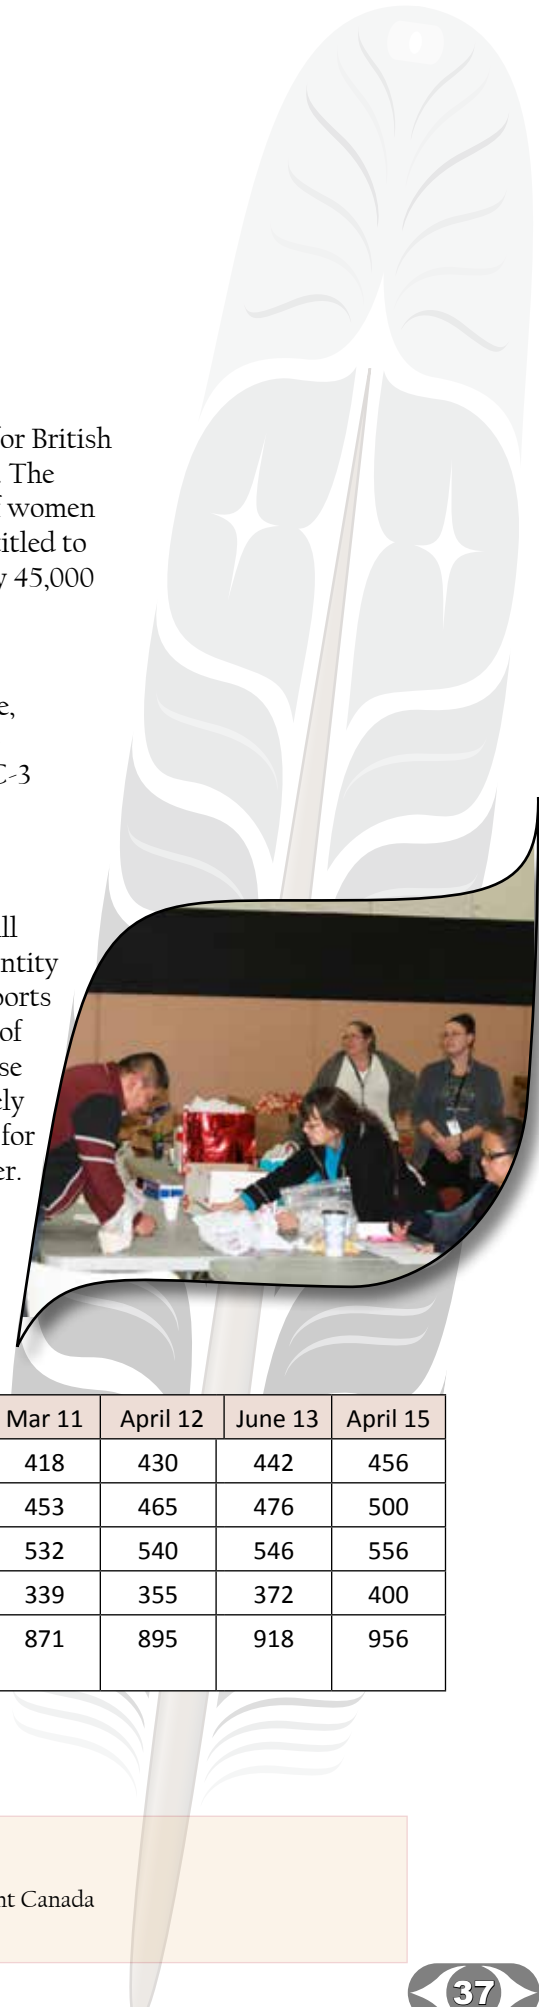 or British
The
women
itled to
45,000
e,
C-3
ll
ntity
ports
of
se
ely
for
er.
Mar 11 April 12 June 13 April 15
418 430 442 456
453 465 476 500
532 540 546 556
339 355 372 400
871 895 918 956
nt Canada
37